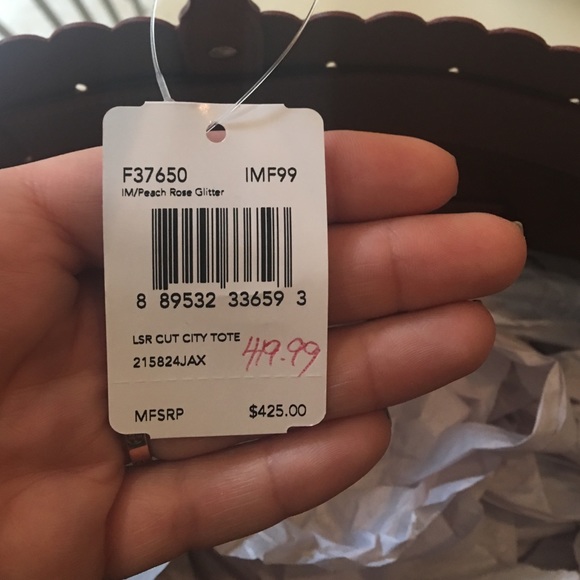 F37650 IMF99
IM/Peach Rose Glitter
8 89532 33659 3
LSR CUT CITY TOTE
215824JAX 419.99
MFSRP $425.00